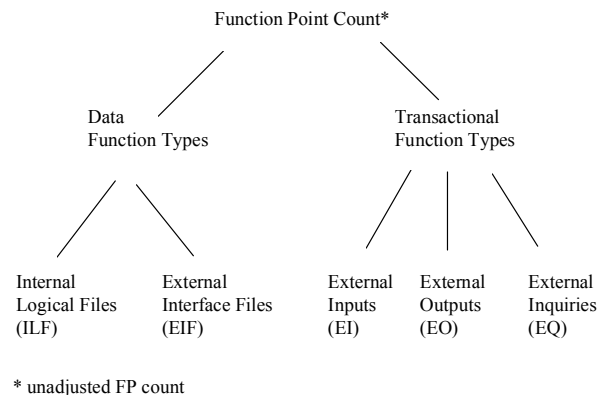 Function Point Count*
Data
Function Types
Transactional
Function Types
Internal
Logical Files
(ILF)
External
Interface Files
(EIF)
External
Inputs
(EI)
External
Outputs
(EO)
External
Inquiries
(EQ)
* unadjusted FP count